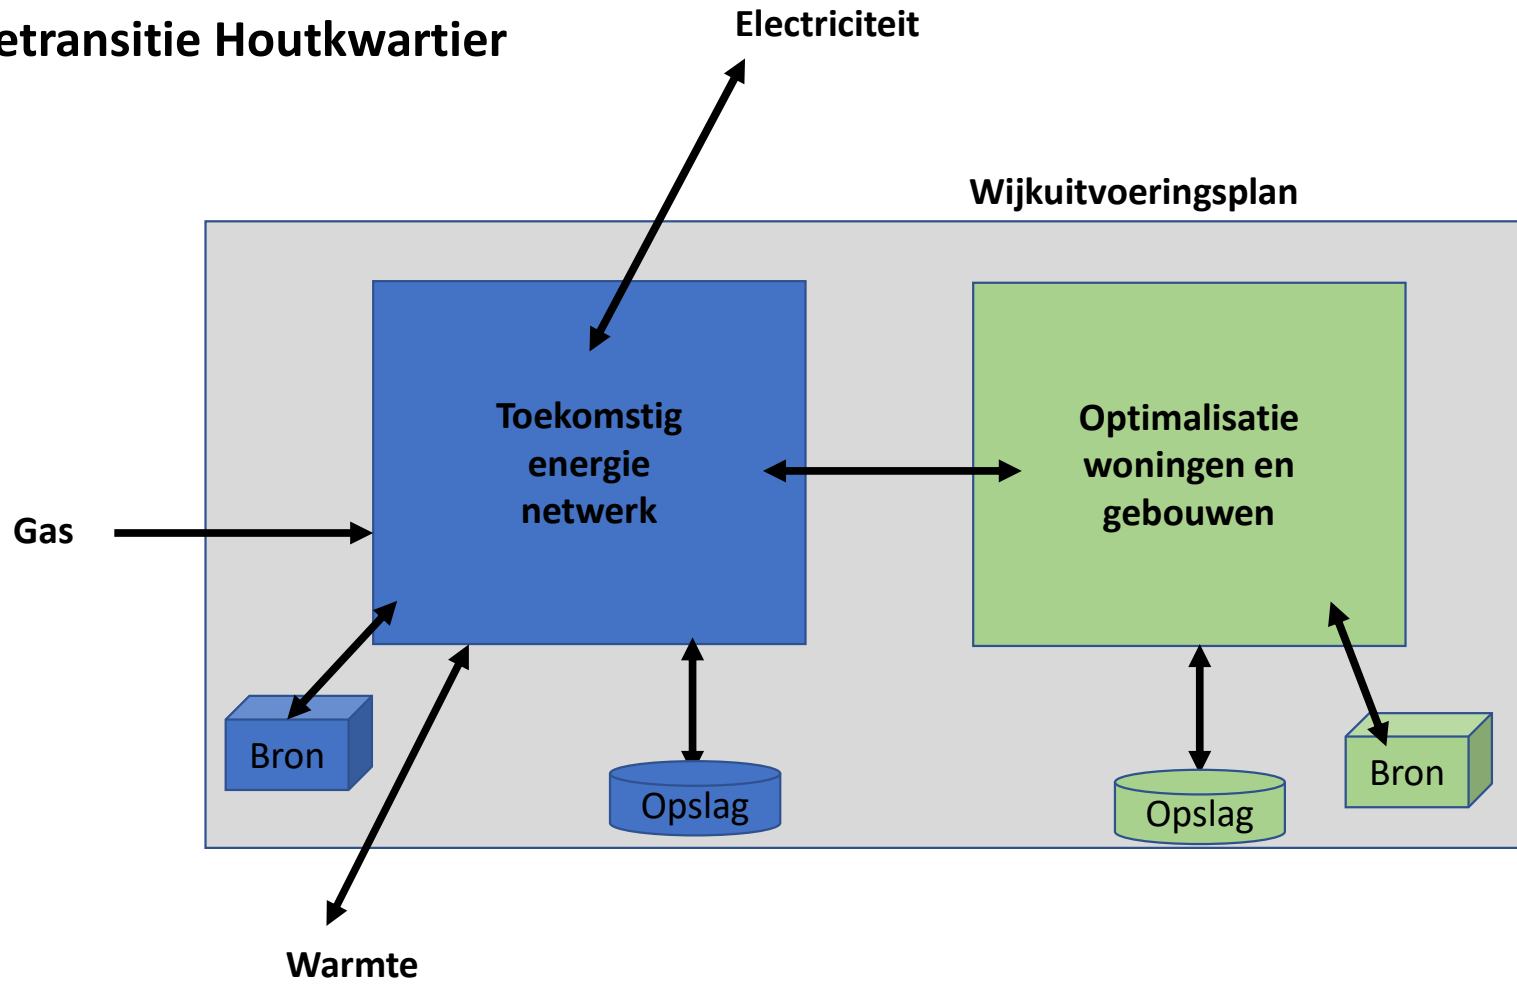 etransitie Houtkwartier
Electriciteit
Wijkuitvoeringsplan
Toekomstig
energie
netwerk
Optimalisatie
woningen en
gebouwen
Gas
Bron
Opslag
Opslag
Bron
Warmte